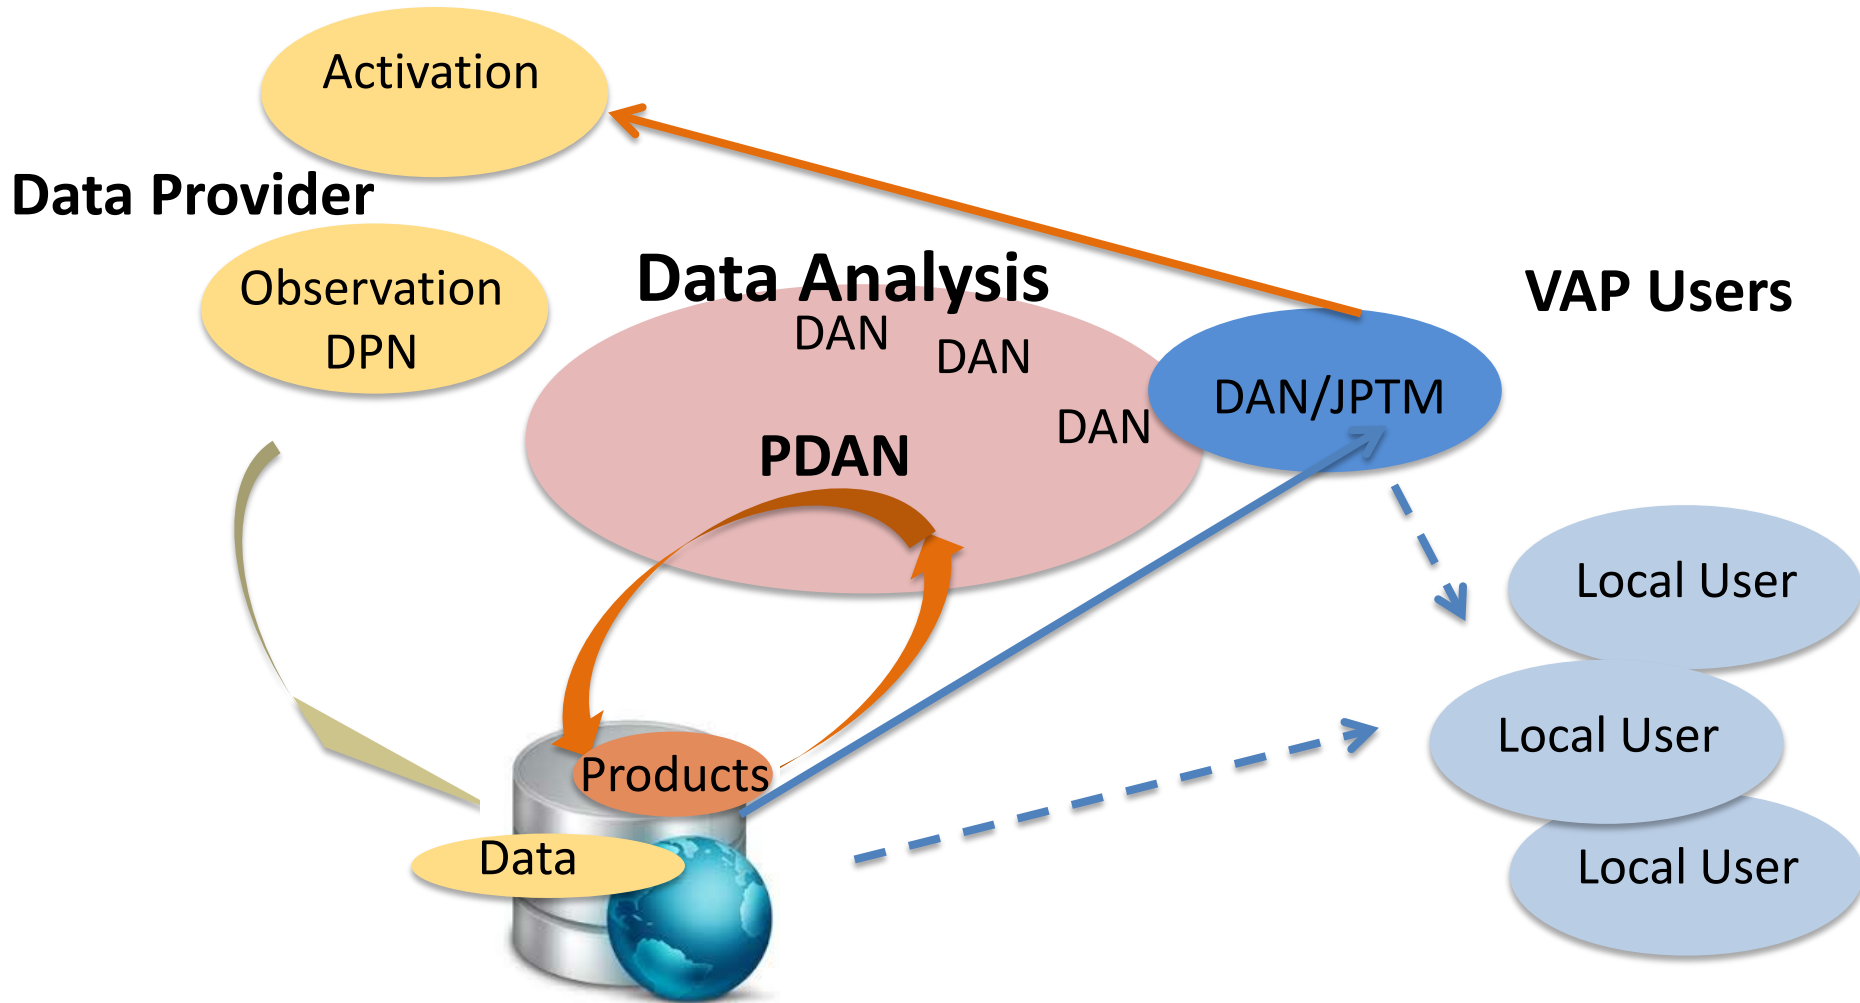 Activation
Data Provider
Observation
DPN
Data Analysis
DAN
DAN
DAN
PDAN
VAP Users
DAN/JPTM
Local User
Local User
Local User
Products
Data